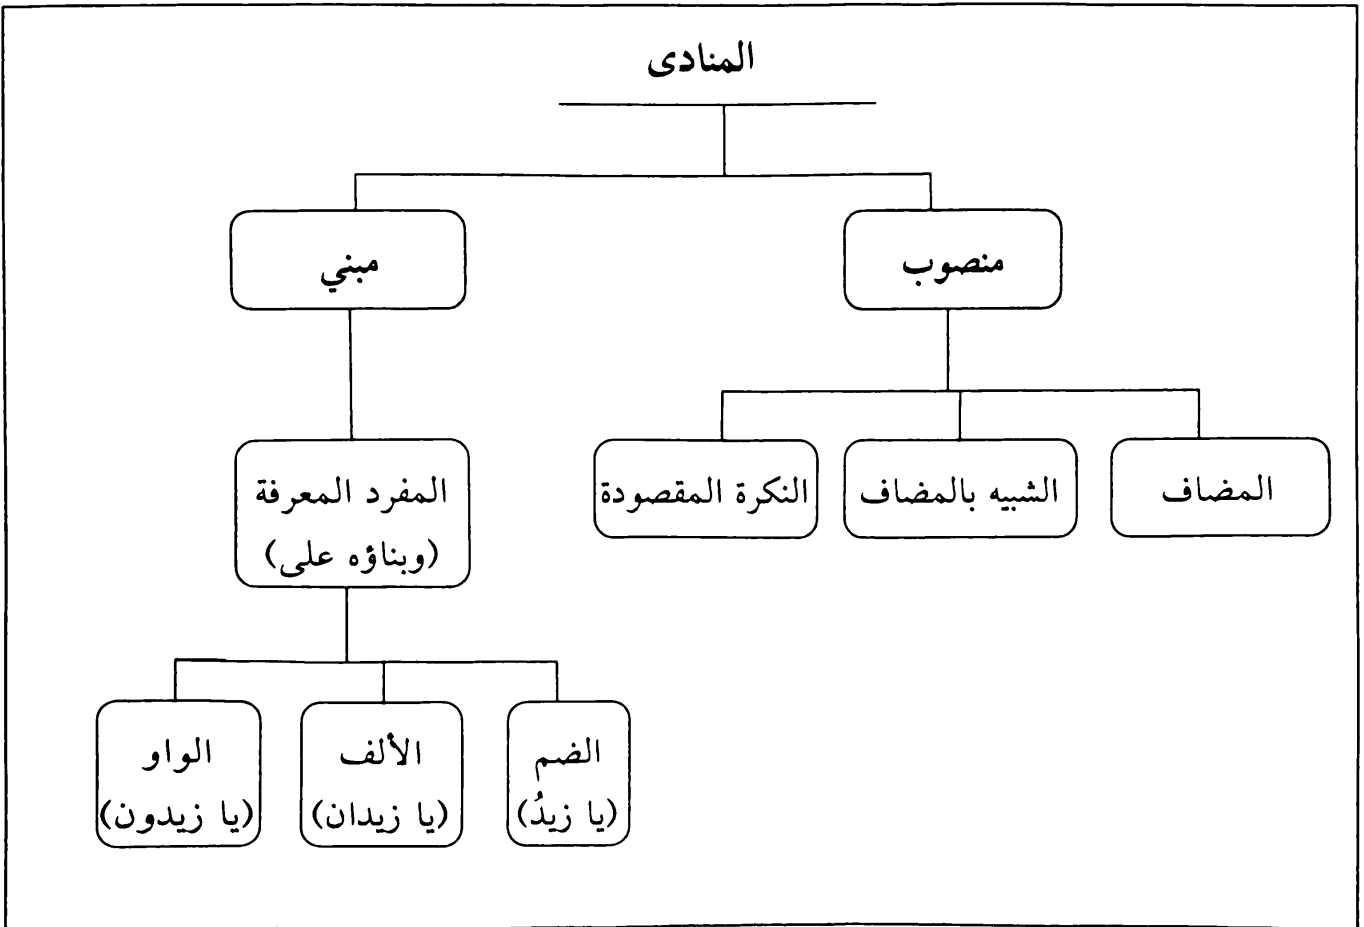 المنادى
منصوب
مبني
المضاف
الشبيه بالمضاف
النكرة المقصودة
المفرد المعرفة
(وبناؤه على)
الضم
(يا زيدُ)
الألف
(يا زيدان)
الواو
(يا زيدون)